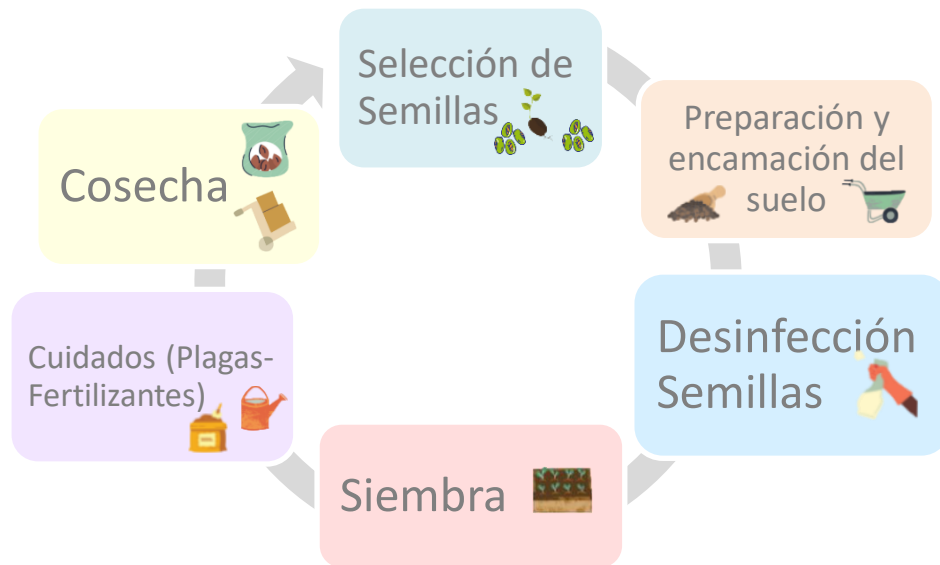 Selección de
Semillas
Preparación y
encamación del
suelo
Desinfección
Semillas
Siembra
Cuidados (Plagas-
Fertilizantes)
Cosecha